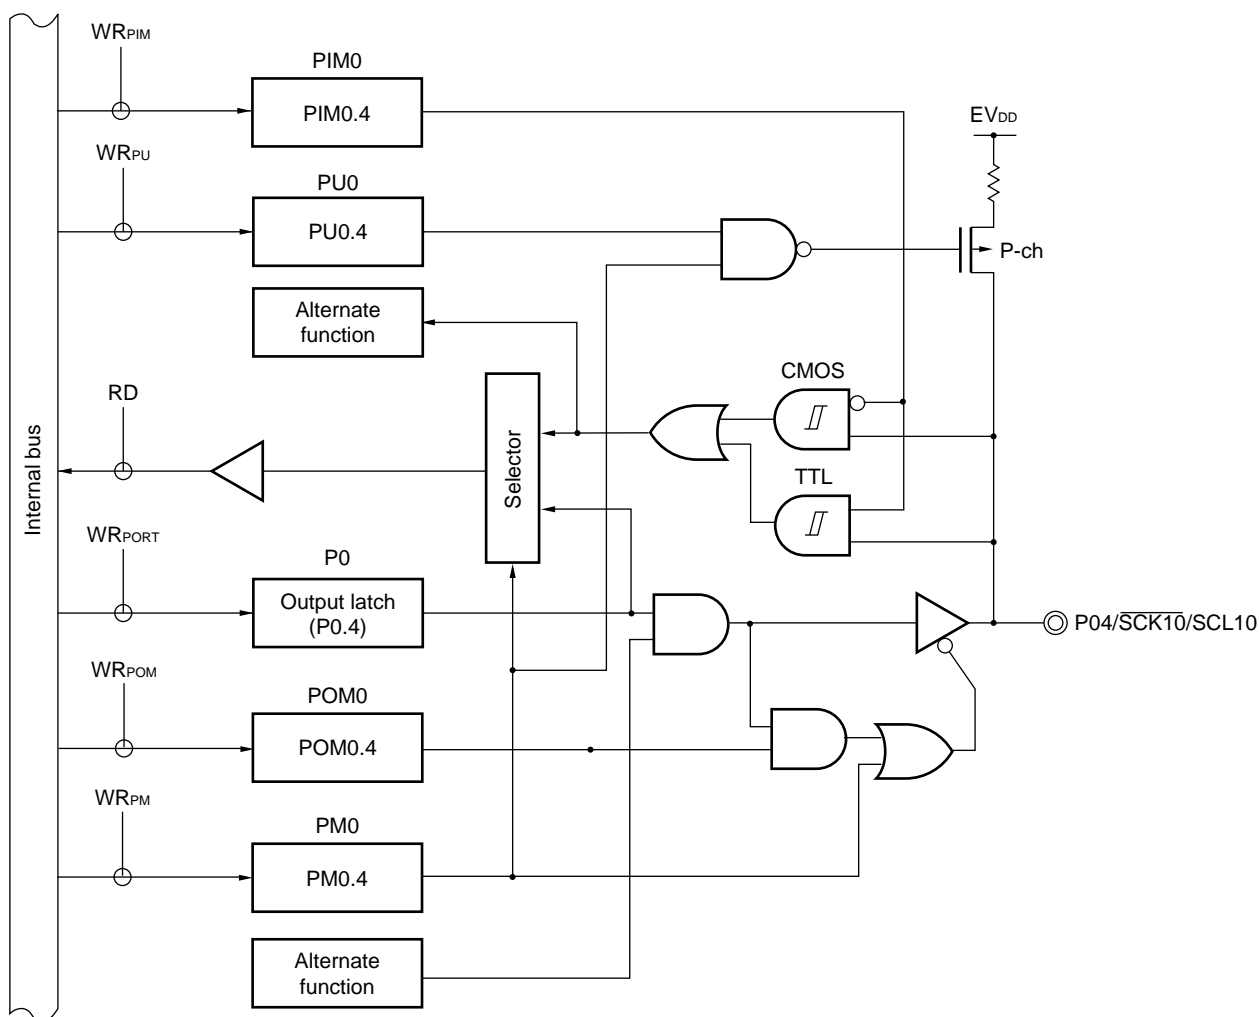 WRPIM
PIM0
PIM0.4
EVDD
WRPU
PU0
PU0.4
P-ch
Alternate
function
CMOS
RD
Selector
TTL
Internal bus
WRPORT
P0
Output latch
(P0.4)
P04/SCK10/SCL10
WRPOM
POM0
POM0.4
WRPM
PM0
PM0.4
Alternate
function